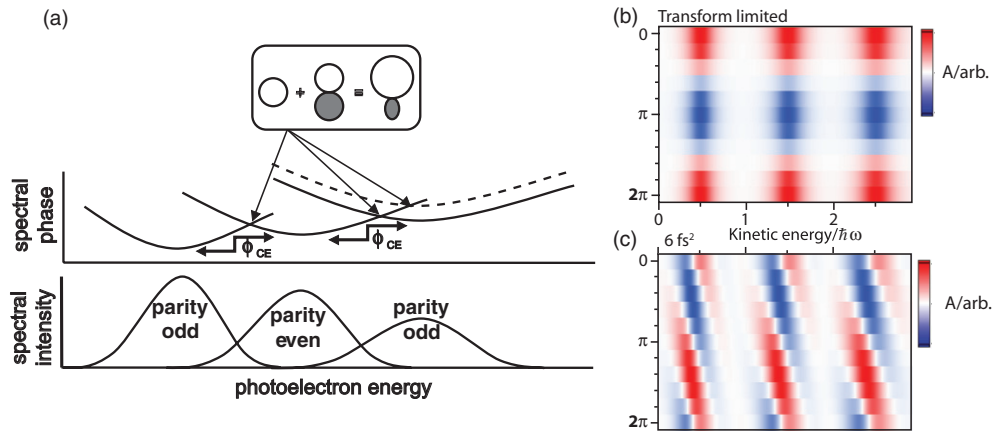 (a)
+
=
spectral
phase
ϕCE
ϕCE
spectral
intensity
parity
odd
parity
even
parity
odd
photoelectron energy
(b)
Transform limited
0
π
2π
A/arb.
0
1
2
Kinetic energy/ħω
(c)
6 fs²
0
π
2π
A/arb.